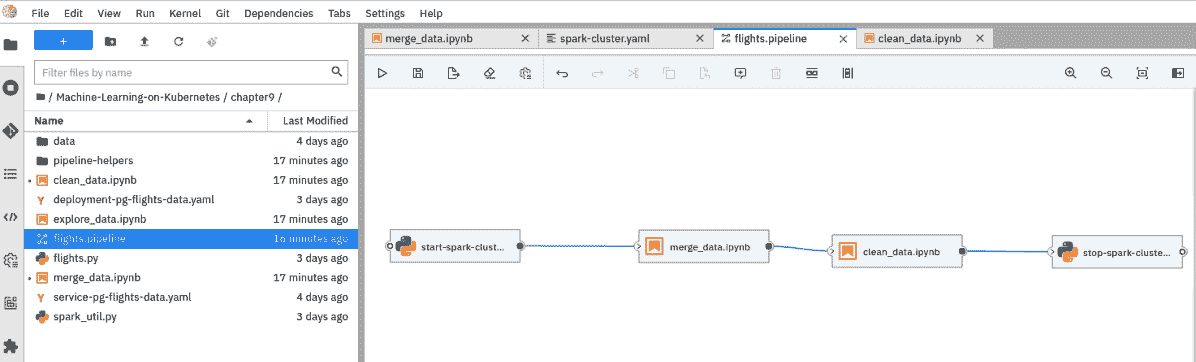 File Edit View Run Kernel Git Dependencies Tabs Settings Help
merge_data.ipynb spark-cluster.yaml flights.pipeline clean_data.ipynb
Filter files by name
/ Machine-Learning-on-Kubernetes / chapter9 /
Name Last Modified
data 4 days ago
pipeline-helpers 17 minutes ago
clean_data.ipynb 17 minutes ago
deployment-pg-flights-data.yaml 3 days ago
explore_data.ipynb 17 minutes ago
flights.pipeline 16 minutes ago
flights.py 3 days ago
merge_data.ipynb 17 minutes ago
service-pg-flights-data.yaml 4 days ago
spark_util.py 3 days ago
start-spark-clust... merge_data.ipynb clean_data.ipynb stop-spark-cluste...